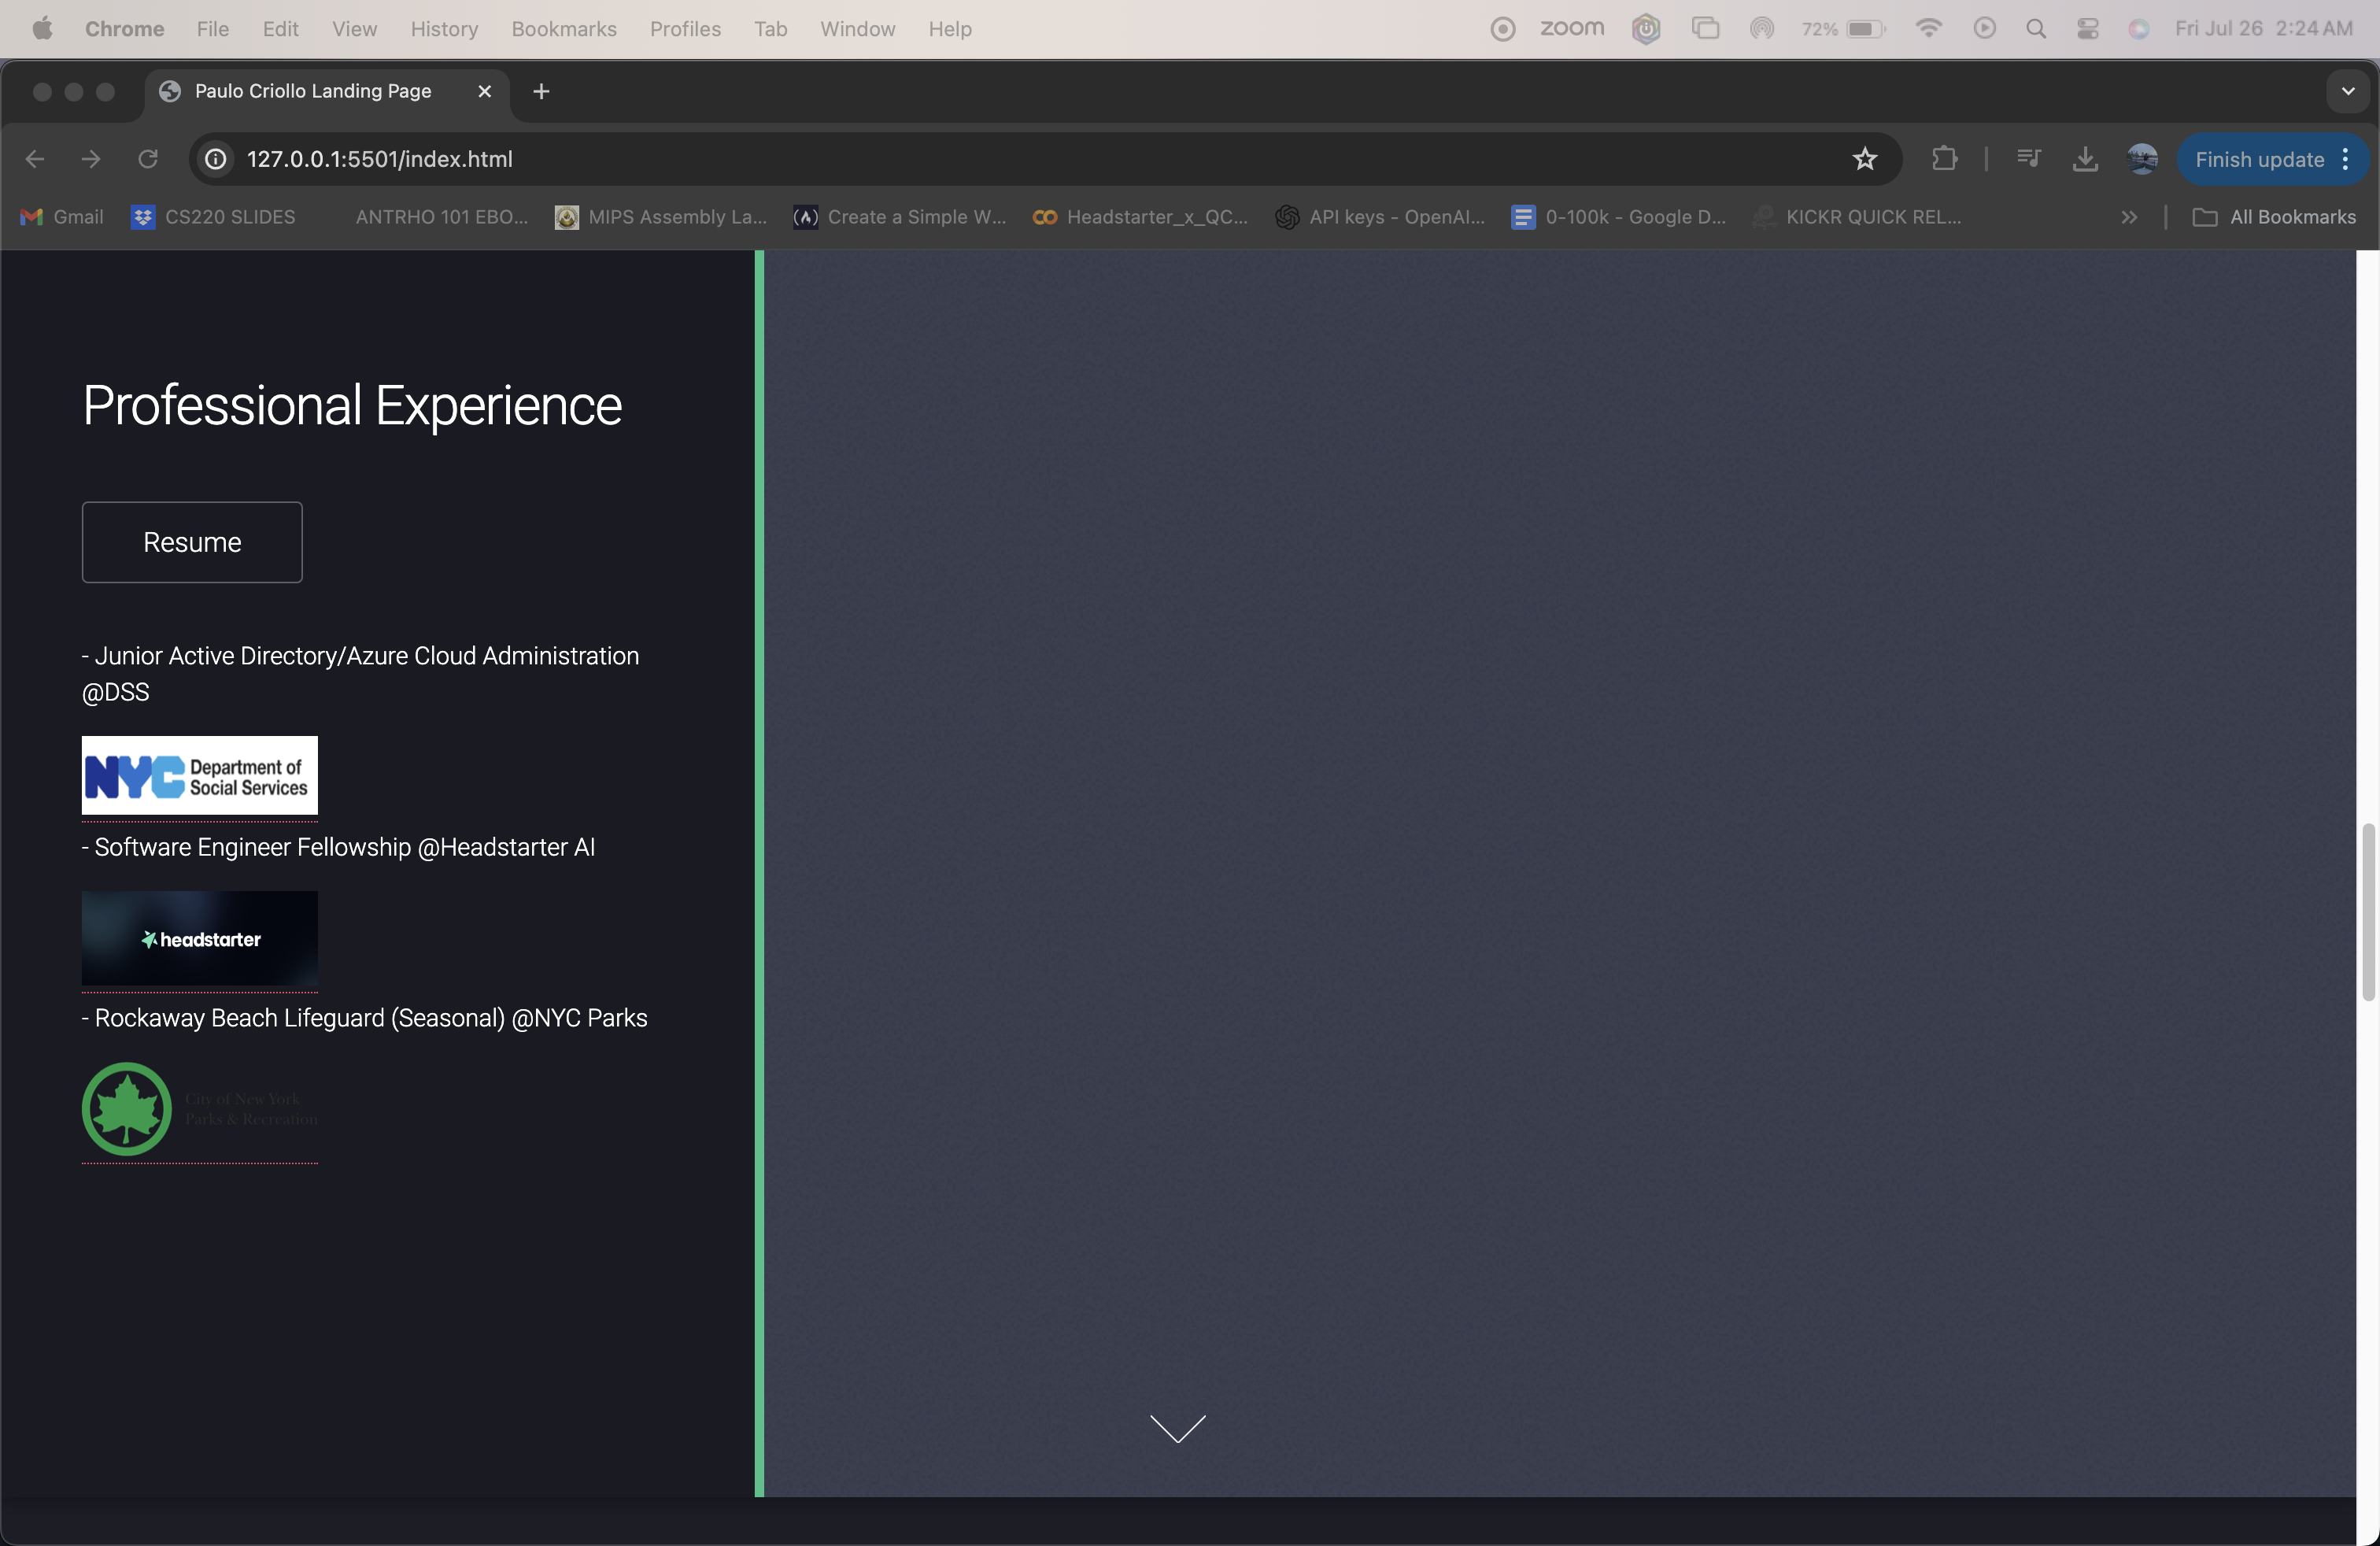 Chrome File Edit View History Bookmarks Profiles Tab Window Help zoom 72% Fri Jul 26 2:24 AM
Paulo Criollo Landing Page
127.0.0.1:5501/index.html Finish update
Gmail CS220 SLIDES ANTRHO 101 EBO... MIPS Assembly La... Create a Simple W... Headstarter_x_QC... API keys - OpenAI... 0-100k - Google D... KICKR QUICK REL... All Bookmarks
Professional Experience
Resume
- Junior Active Directory/Azure Cloud Administration
@DSS
NYC Department of
Social Services
- Software Engineer Fellowship @Headstarter AI
headstarter
- Rockaway Beach Lifeguard (Seasonal) @NYC Parks
City of New York
Parks & Recreation